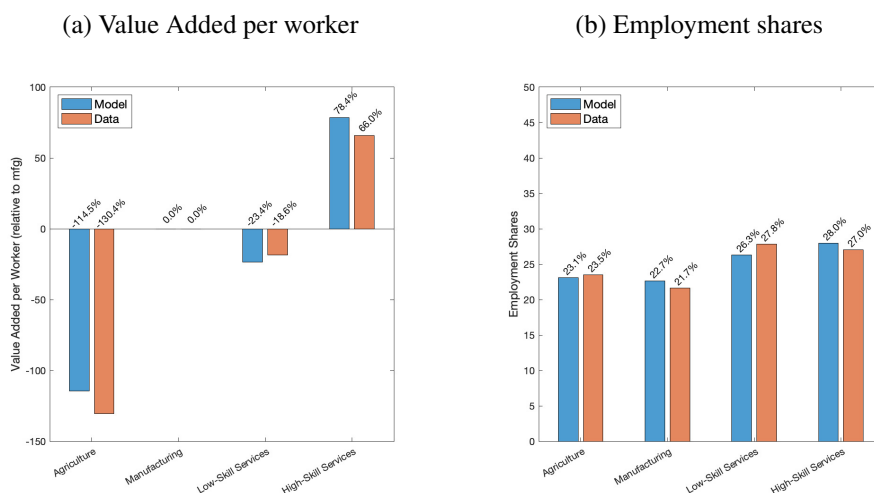 (a) Value Added per worker
100
50
0
-50
-100
-150
Value Added per Worker (relative to mfg)
Model
Data
-114.5%
-130.4%
0.0%
0.0%
-23.4%
-18.6%
78.4%
66.0%
Agriculture
Manufacturing
Low-Skill Services
High-Skill Services
(b) Employment shares
50
45
40
35
30
25
20
15
10
5
0
Employment Shares
Model
Data
23.1%
23.5%
22.7%
21.7%
26.3%
27.8%
28.0%
27.0%
Agriculture
Manufacturing
Low-Skill Services
High-Skill Services